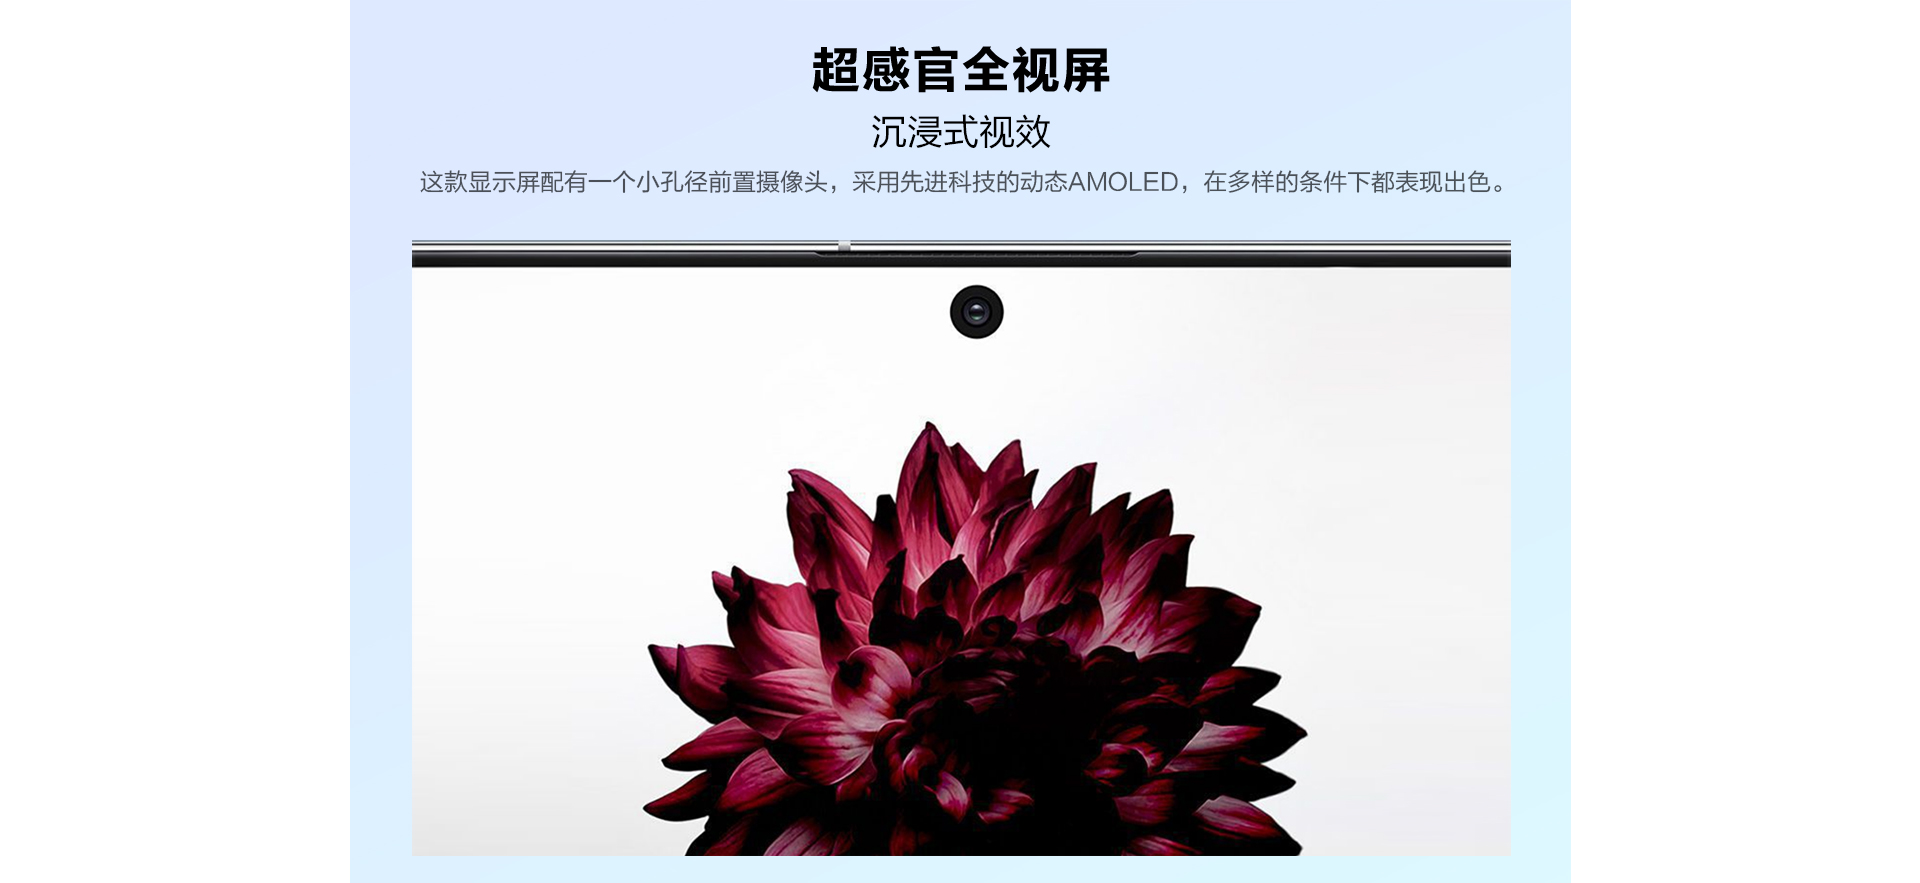 超感官全视屏
沉浸式视效
这款显示屏配有一个小孔径前置摄像头，采用先进科技的动态AMOLED，在多样的条件下都表现出色。